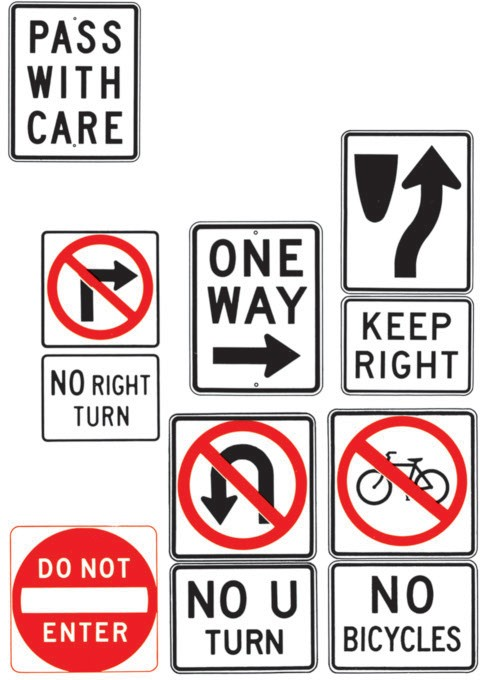 PASS
WITH
CARE
ONE
WAY
KEEP
RIGHT
NO RIGHT
TURN
DO NOT
ENTER
NO U
TURN
NO
BICYCLES